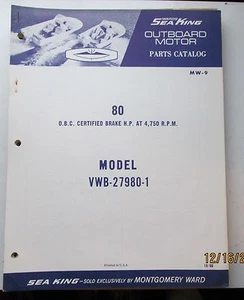 SEA KING
OUTBOARD
MOTOR
PARTS CATALOG
MW-9
80
O.B.C. CERTIFIED BRAKE H.P. AT 4,750 R.P.M.
MODEL
VWB-27980-1
SEA KING — SOLD EXCLUSIVELY BY MONTGOMERY WARD